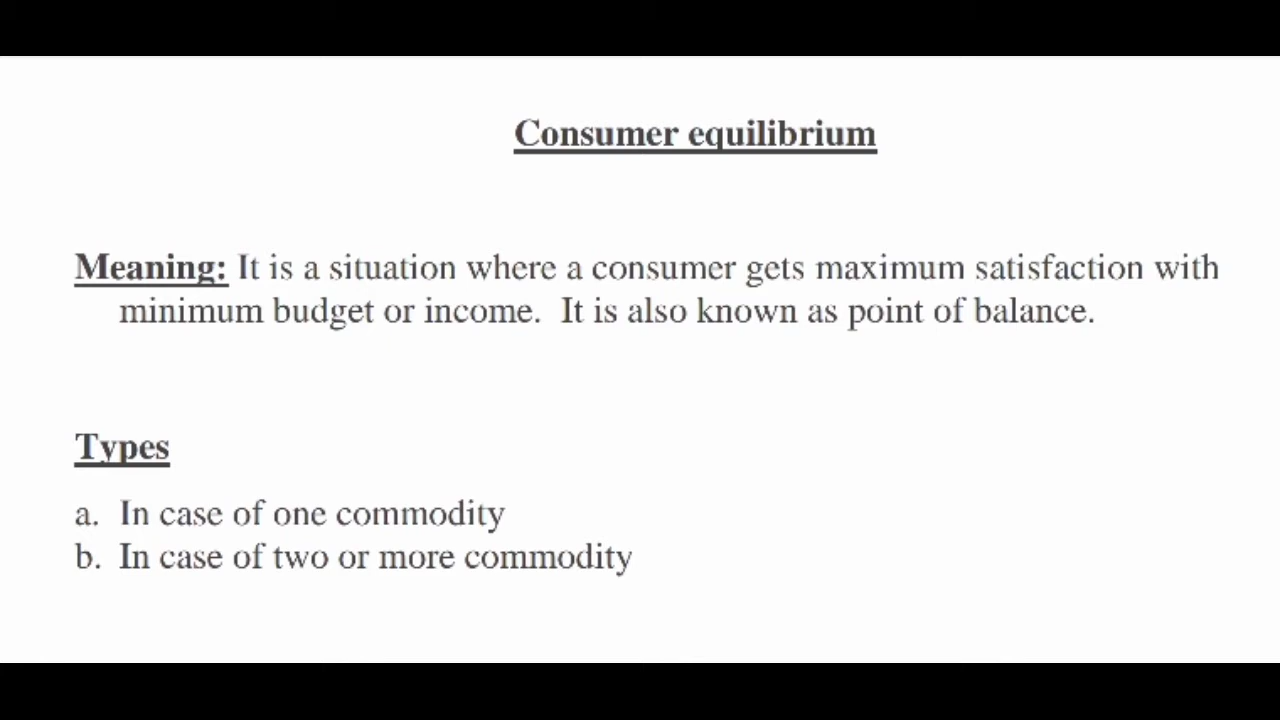 Consumer equilibrium
Meaning: It is a situation where a consumer gets maximum satisfaction with
minimum budget or income.  It is also known as point of balance.
Types
a. In case of one commodity
b. In case of two or more commodity